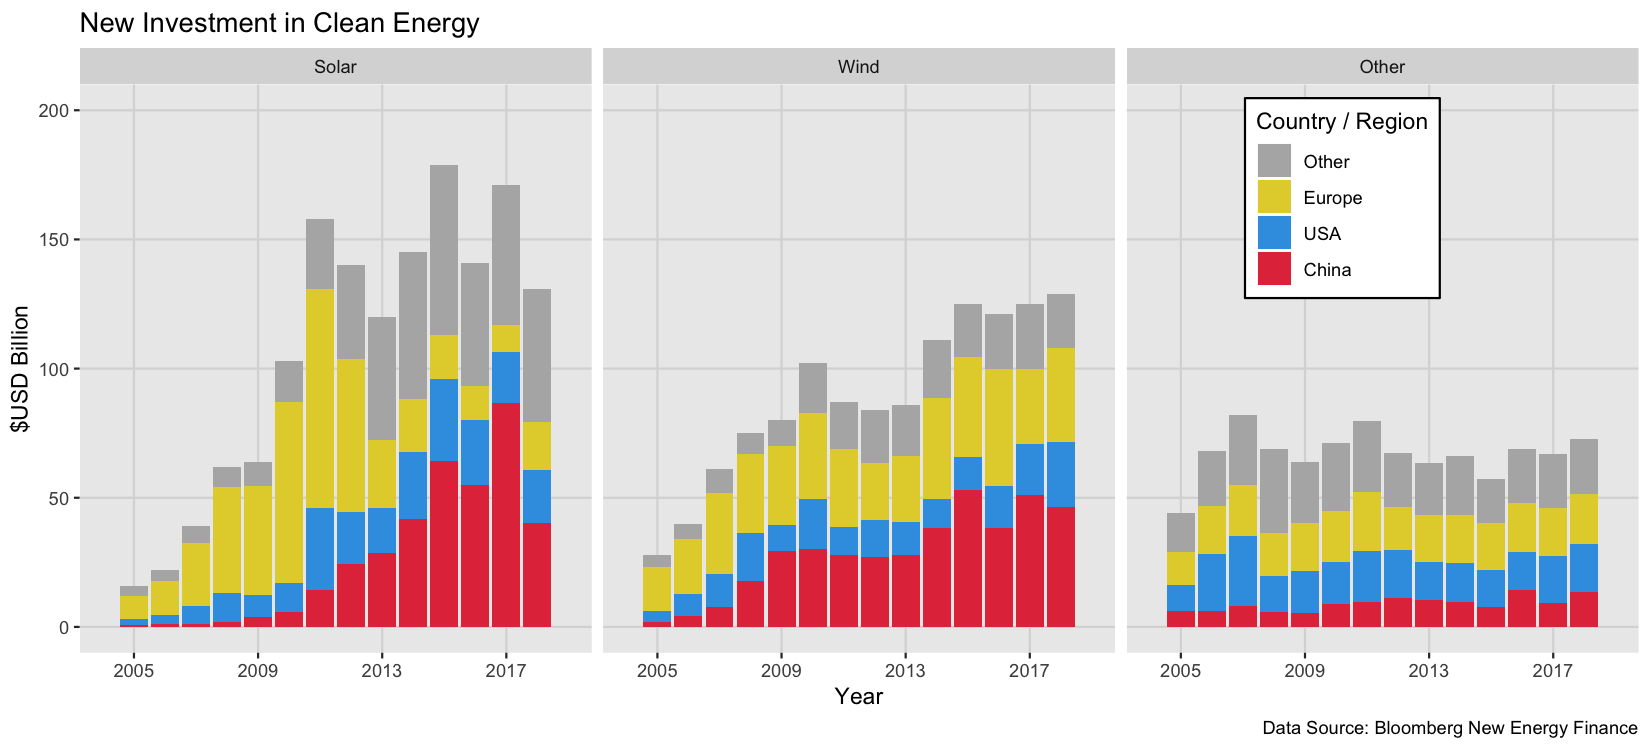 New Investment in Clean Energy
Solar
Wind
Other
200
150
100
50
0
$USD Billion
Country / Region
Other
Europe
USA
China
2005 2009 2013 2017
2005 2009 2013 2017
2005 2009 2013 2017
Year
Data Source: Bloomberg New Energy Finance